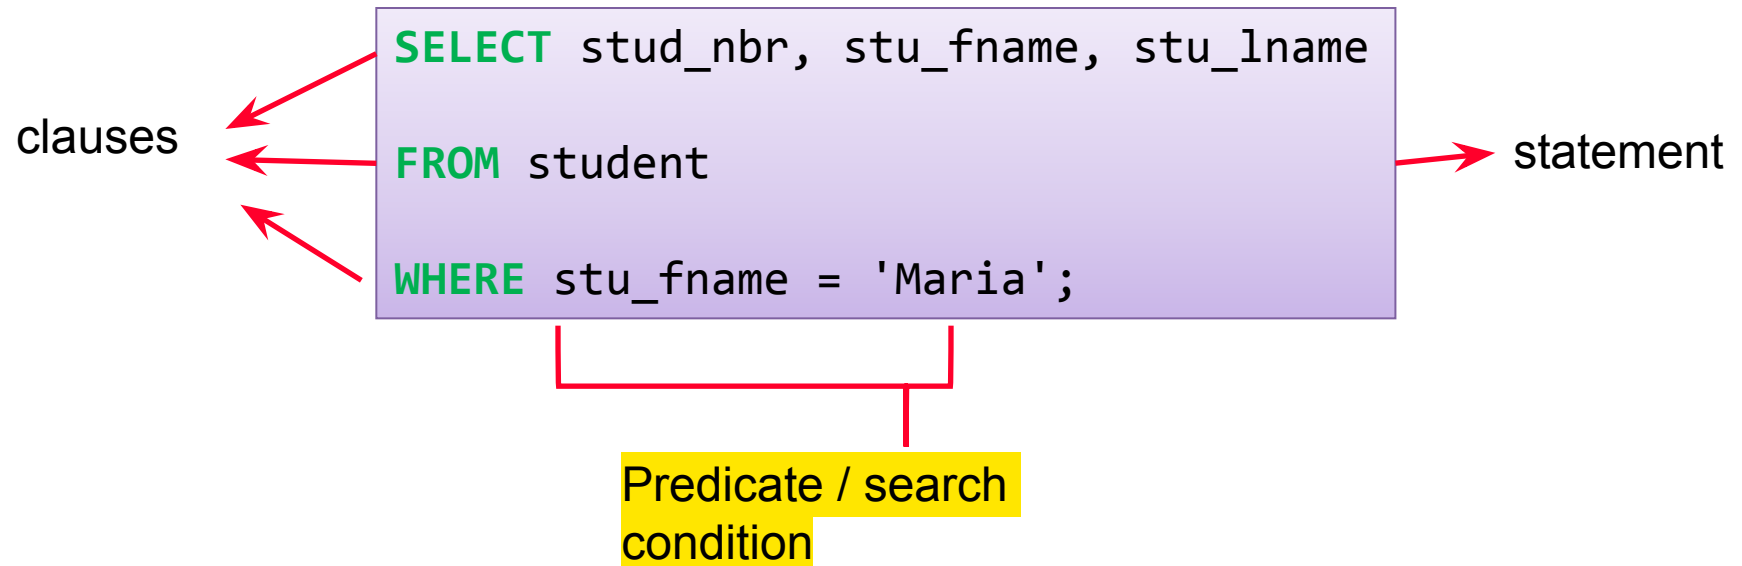 SELECT stud_nbr, stu_fname, stu_lname
clauses
FROM student
statement
WHERE stu_fname = 'Maria';
Predicate / search
condition